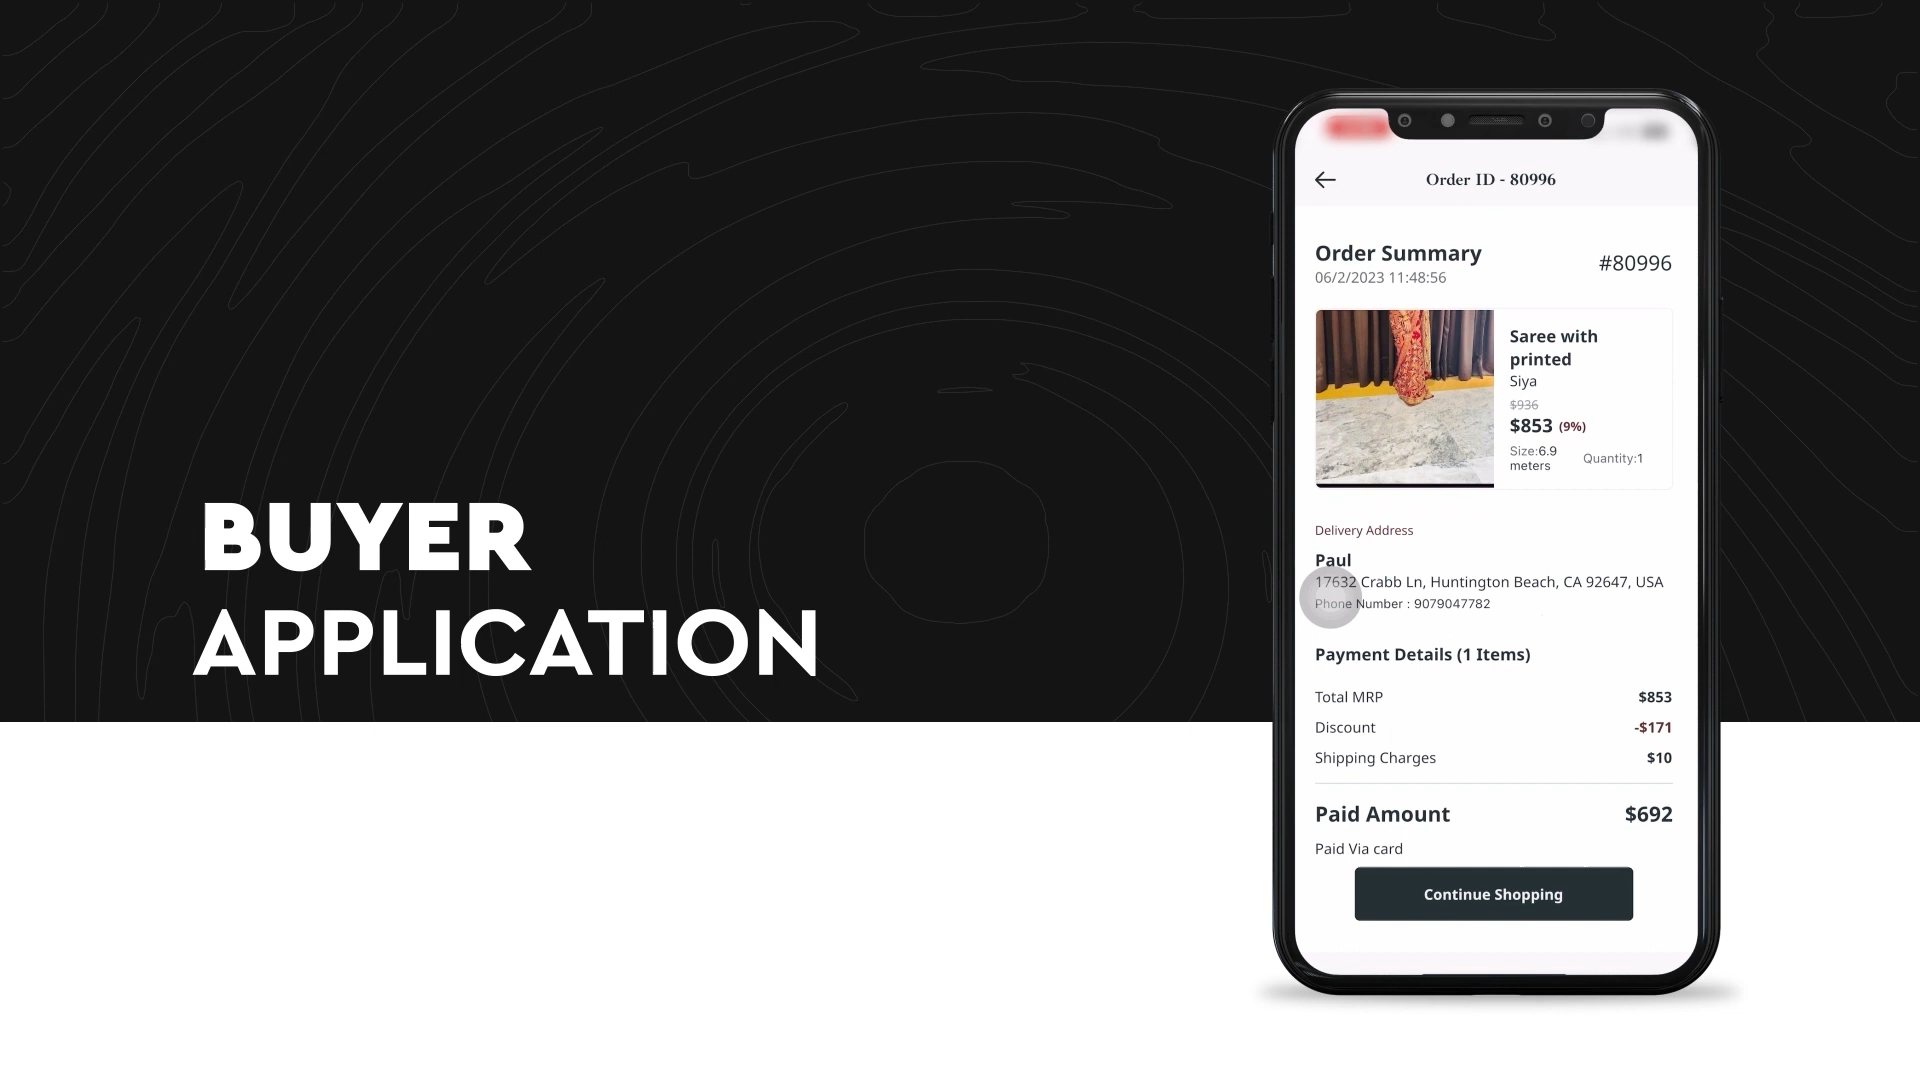 BUYER
APPLICATION
Order ID - 80996
Order Summary
06/2/2023 11:48:56
#80996
Saree with
printed
Siya
$936
$853 (9%)
Size:6.9
meters
Quantity:1
Delivery Address
Paul
17632 Crabb Ln, Huntington Beach, CA 92647, USA
Phone Number : 9079047782
Payment Details (1 Items)
Total MRP $853
Discount -$171
Shipping Charges $10
Paid Amount $692
Paid Via card
Continue Shopping